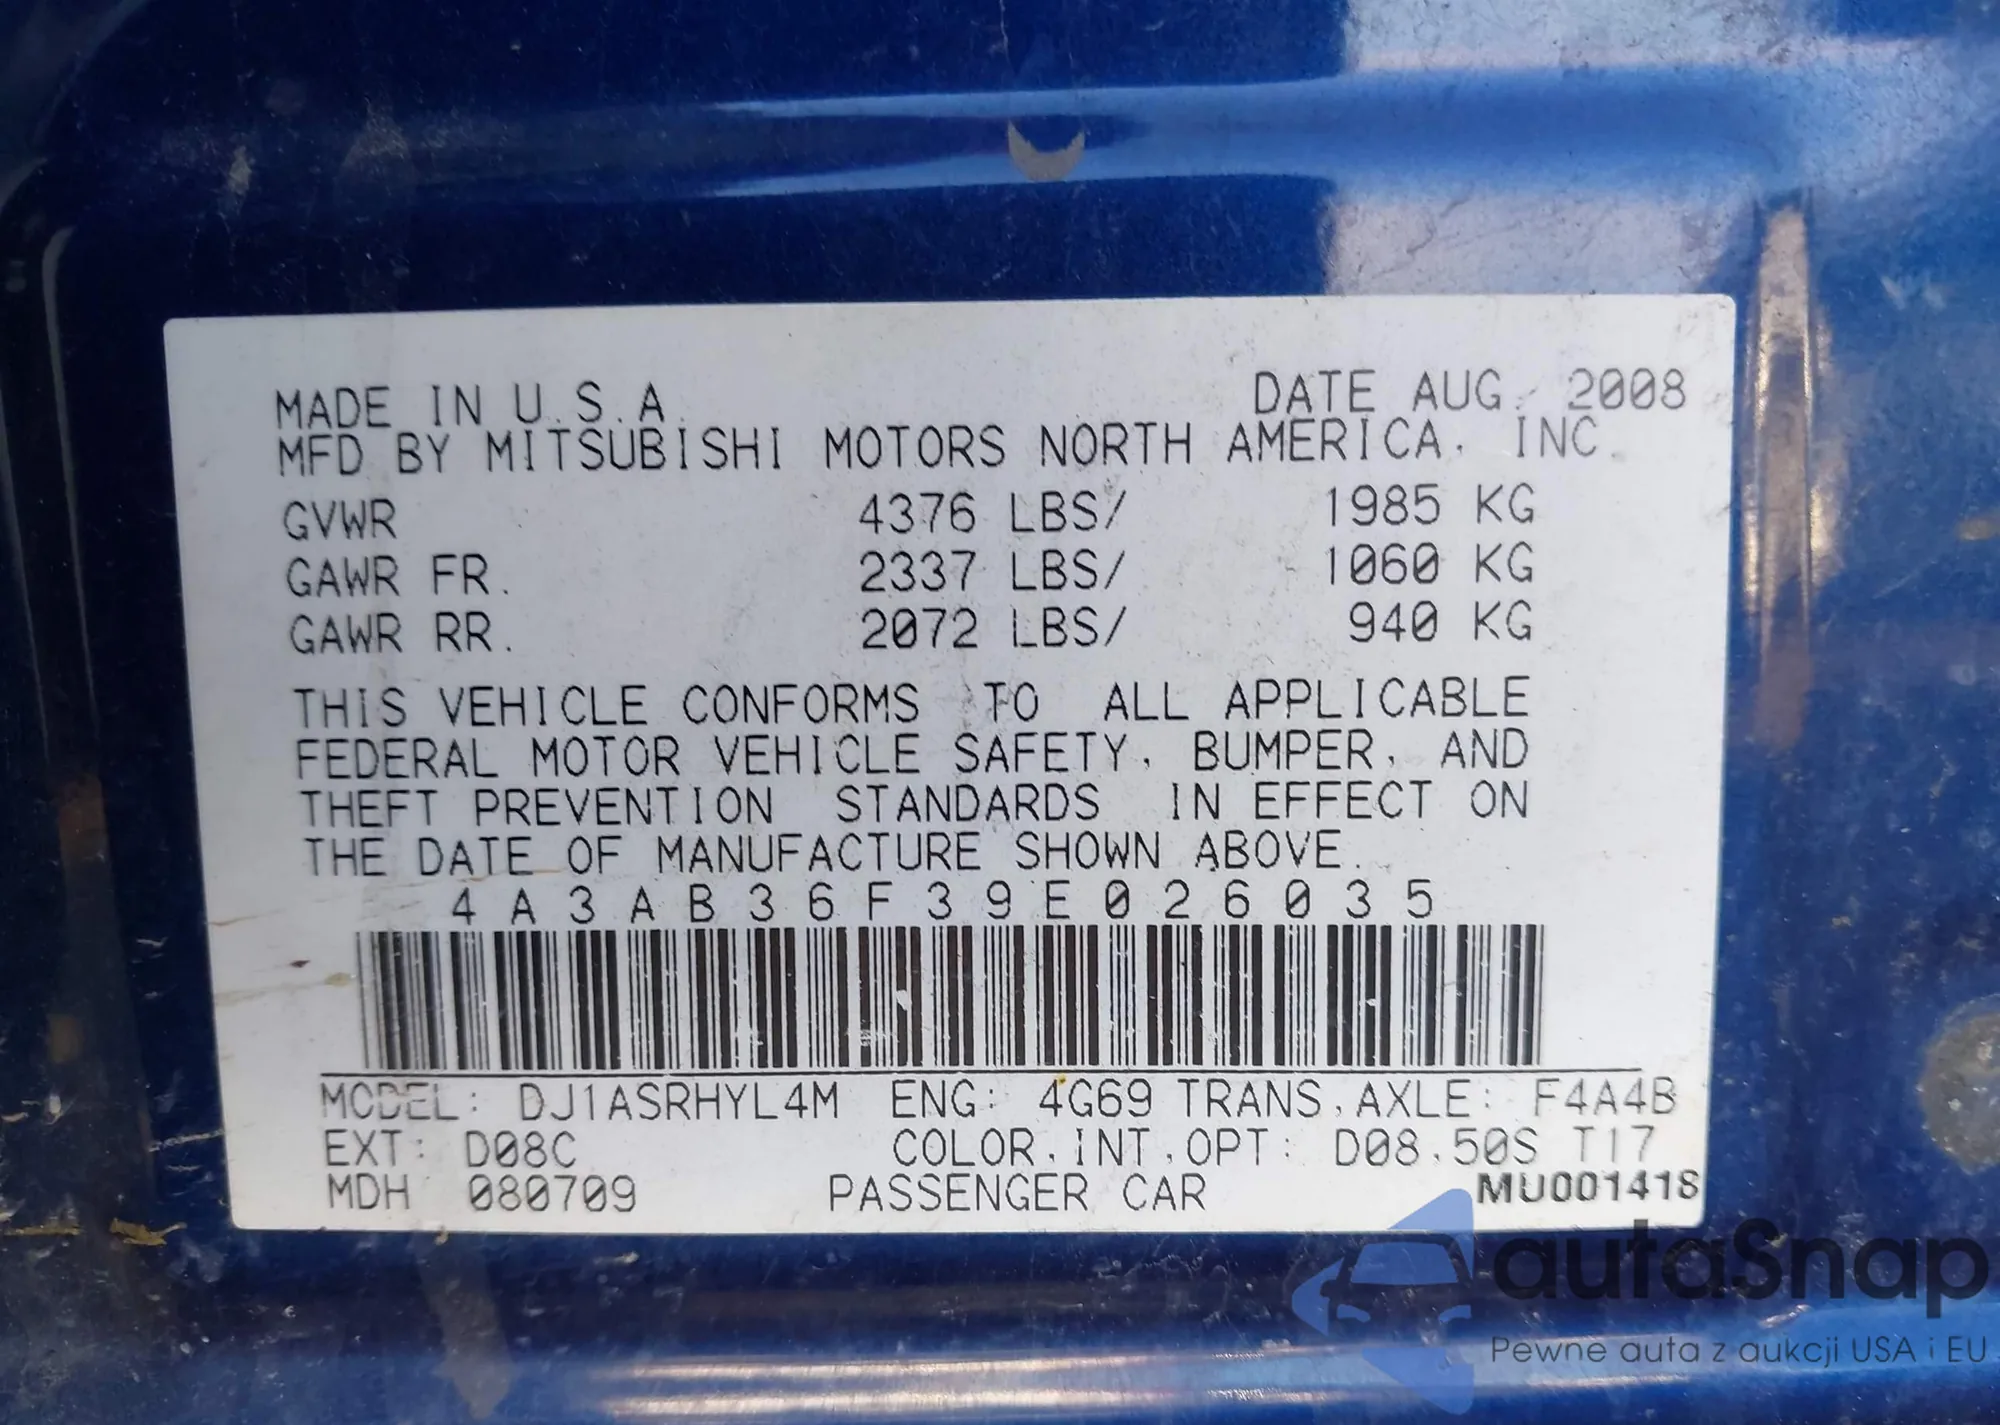 MADE IN U.S.A. DATE AUG. 2008
MFD BY MITSUBISHI MOTORS NORTH AMERICA, INC.
GVWR 4376 LBS/ 1985 KG
GAWR FR. 2337 LBS/ 1060 KG
GAWR RR. 2072 LBS/ 940 KG
THIS VEHICLE CONFORMS TO ALL APPLICABLE
FEDERAL MOTOR VEHICLE SAFETY, BUMPER, AND
THEFT PREVENTION STANDARDS IN EFFECT ON
THE DATE OF MANUFACTURE SHOWN ABOVE.
4A3AB36F39E026035
MODEL: DJ1ASRHYL4M ENG: 4G69 TRANS,AXLE: F4A4B
EXT: D08C COLOR,INT,OPT: D08,50S T17
MDH 080709 PASSENGER CAR MU001418
autaSnap
Pewne auta z aukcji USA i EU